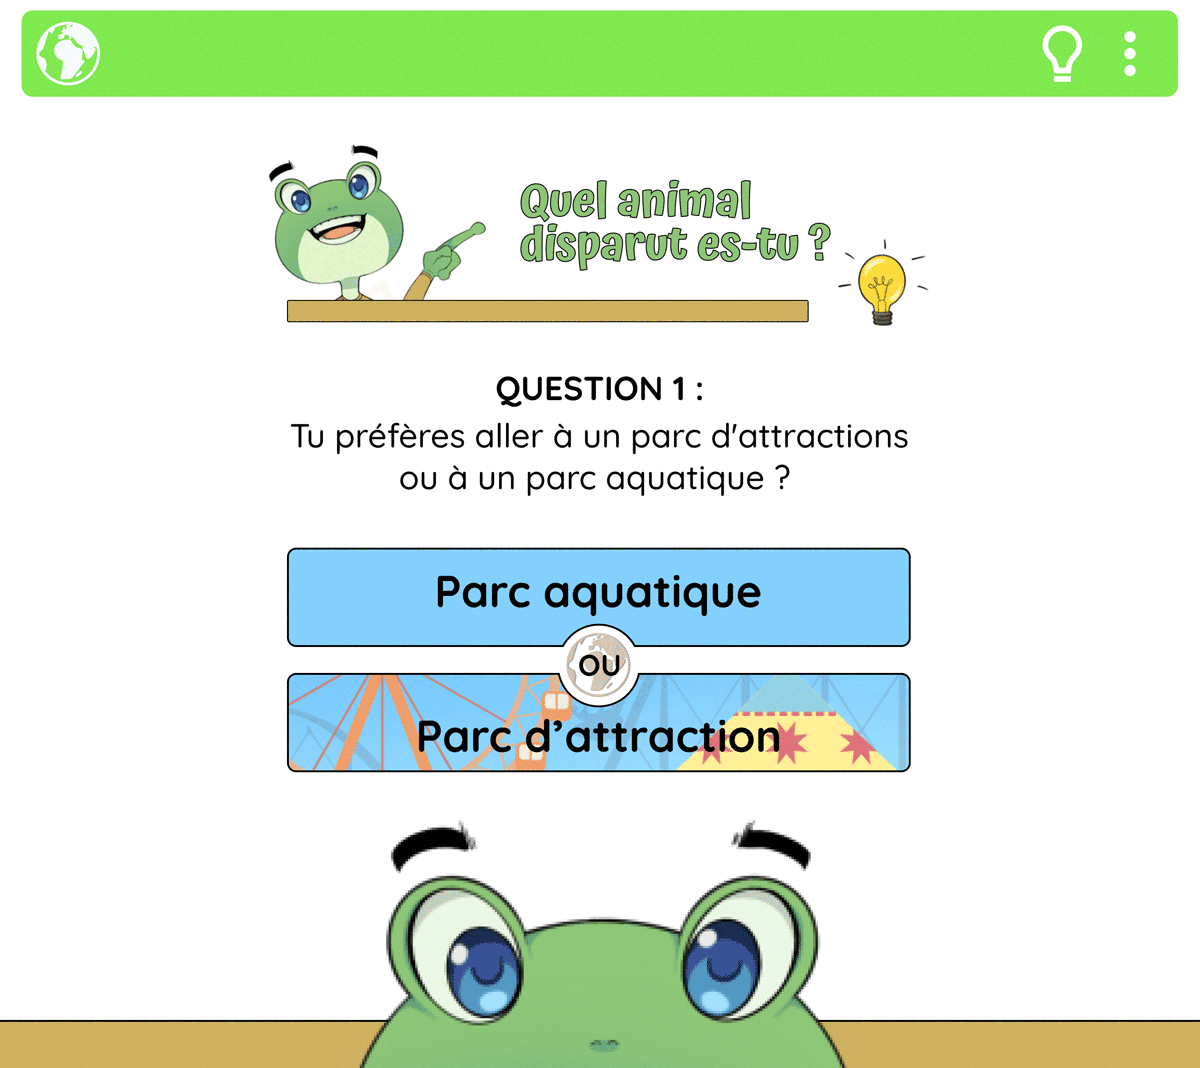 Quel animal
disparut es-tu ?
QUESTION 1 :
Tu préfères aller à un parc d'attractions
ou à un parc aquatique ?
Parc aquatique
OU
Parc d’attraction